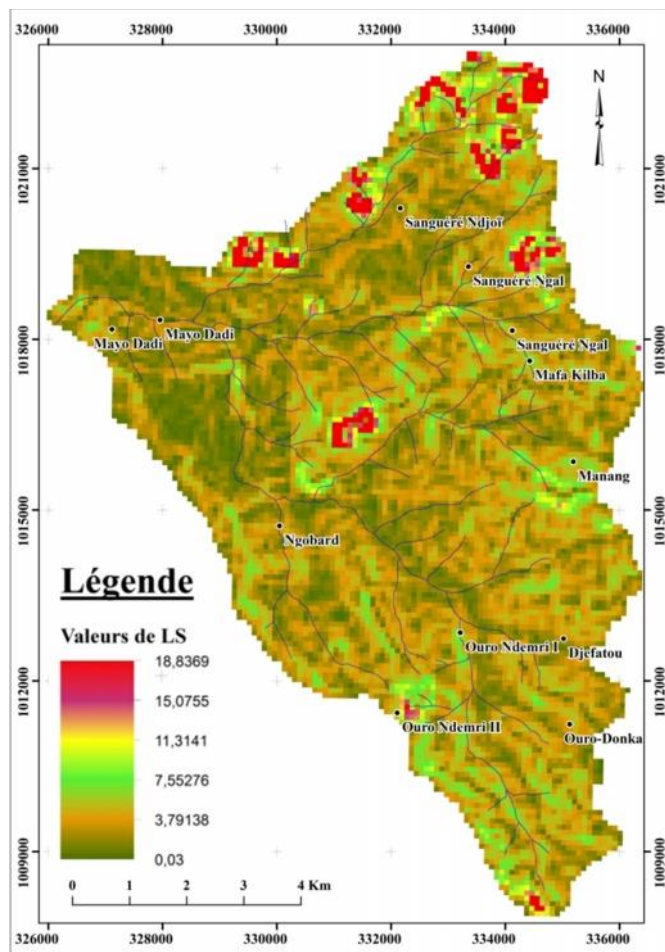 326000 328000 330000 332000 334000 336000
N
1021000 1021000
Sanguéré Ndjoï
Sanguéré Ngal
Mayo Dadi
Mayo Dadi
Sanguéré Ngal
1018000 1018000
Mafa Kilba
Manang
1015000 1015000
Ngobard
Légende
Valeurs de LS
18,8369
15,0755
11,3141
7,55276
3,79138
0,03
Ouro Ndemri I
Djefatou
1012000 1012000
Ouro Ndemri II
Ouro-Donka
1009000 1009000
0 1 2 3 4 Km
326000 328000 330000 332000 334000 336000